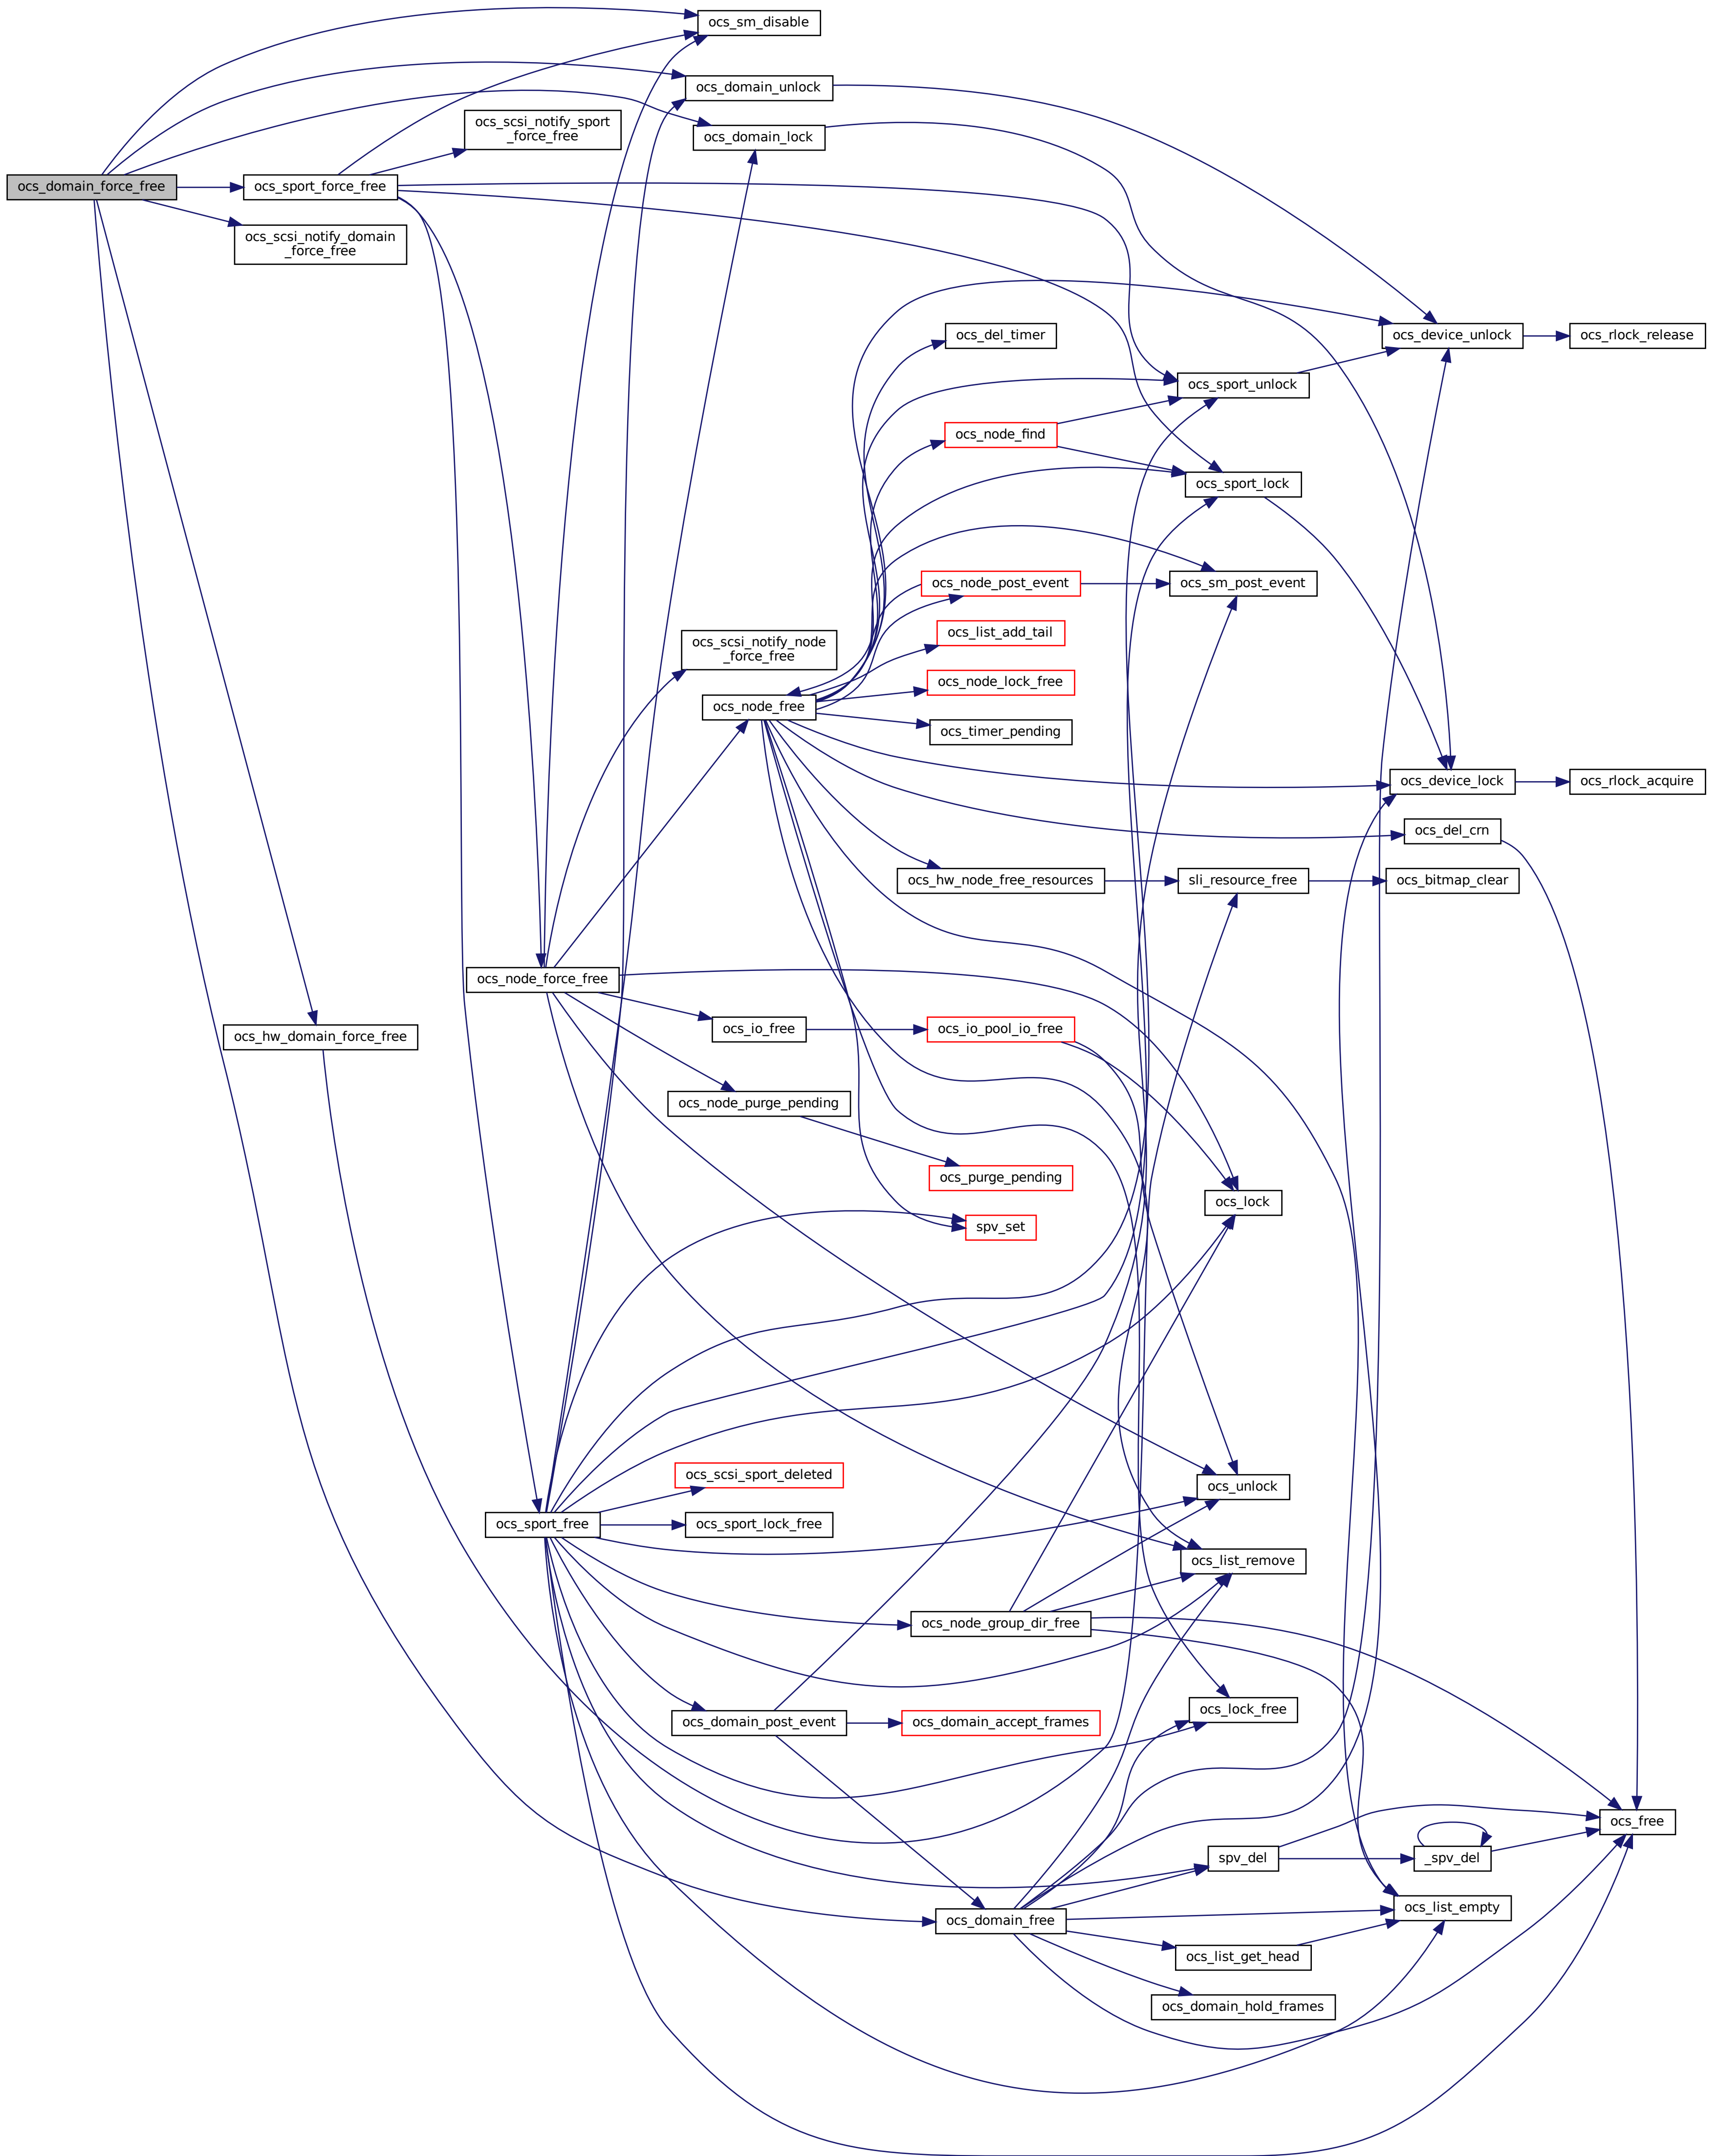 ocs_sm_disable
ocs_domain_unlock
ocs_scsi_notify_sport
_force_free
ocs_domain_lock
ocs_domain_force_free
ocs_sport_force_free
ocs_scsi_notify_domain
_force_free
ocs_del_timer
ocs_device_unlock
ocs_rlock_release
ocs_sport_unlock
ocs_node_find
ocs_sport_lock
ocs_node_post_event
ocs_sm_post_event
ocs_list_add_tail
ocs_scsi_notify_node
_force_free
ocs_node_lock_free
ocs_node_free
ocs_timer_pending
ocs_device_lock
ocs_rlock_acquire
ocs_del_crn
ocs_hw_node_free_resources
sli_resource_free
ocs_bitmap_clear
ocs_node_force_free
ocs_hw_domain_force_free
ocs_io_free
ocs_io_pool_io_free
ocs_node_purge_pending
ocs_purge_pending
ocs_lock
spv_set
ocs_scsi_sport_deleted
ocs_unlock
ocs_sport_free
ocs_sport_lock_free
ocs_list_remove
ocs_node_group_dir_free
ocs_lock_free
ocs_domain_post_event
ocs_domain_accept_frames
ocs_free
spv_del
_spv_del
ocs_list_empty
ocs_domain_free
ocs_list_get_head
ocs_domain_hold_frames